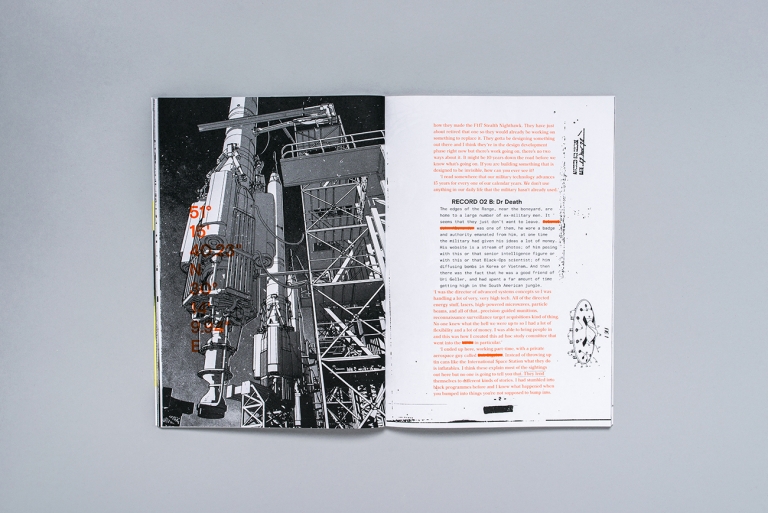 51°
15'
N
E
how they made the F117 Stealth Nighthawk. They have just
about retired that one so they would already be working on
something to replace it. They gotta be designing something
out there and I think they're in the design development
phase right now but there's work going on, there's no two
ways about it. It might be 10 years down the road before we
know what's going on. If you are building something that is
designed to be invisible, how can you ever see it?
'I read somewhere that our military technology advances
15 years for every one of our calendar years. We don't see
anything in our daily life that the military hasn't already used.
RECORD 02 B: Dr Death
The edges of the Range, near the boneyard, are
home to a large number of ex-military men. It
seems that they just don't want to leave.
was one of them, he wore a badge
and authority emanated from him, at one time
the military had given his ideas a lot of money.
His website is a stream of photos; of him posing
with this or that senior intelligence figure or
with this or that Black-Ops scientist; of him
diffusing bombs in Korea or Vietnam. And then
there was the fact that he was a good friend of
Uri Geller, and had spent a fair amount of time
getting high in the South American jungle.
'I was the director of advanced systems concepts so I was
handling a lot of very, very high tech. All of the directed
energy stuff, lasers, high-powered microwaves, particle
beams, and all of that, precision guided munitions,
reconnaissance surveillance target acquisitions kind of thing.
No one knew what the hell we were up to so I had a lot of
flexibility and a lot of money. I was able to bring people in
and this was how I created this ad hoc study committee that
went into the in particular.'
'I ended up here, working part time, with a private
aerospace guy called Instead of throwing up
tin cans like the International Space Station what they do
is inflatables. I think those explain most of the sightings
out here but no one is going to tell you that. They lend
themselves to different kinds of stories. I had stumbled into
black programmes before and I know what happened when
you bumped into things you're not supposed to bump into.
- 2 -